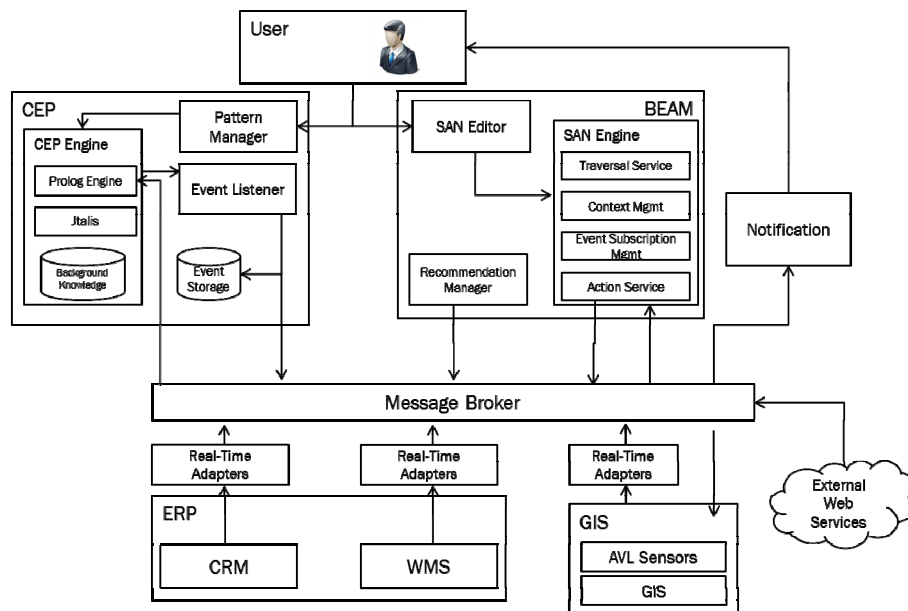 User
CEP
Pattern
Manager
CEP Engine
Prolog Engine
Jtalis
Background
Knowledge
Event Listener
Event
Storage
BEAM
SAN Editor
SAN Engine
Traversal Service
Context Mgmt
Event Subscription
Mgmt
Action Service
Recommendation
Manager
Notification
Message Broker
Real-Time
Adapters
Real-Time
Adapters
Real-Time
Adapters
External
Web
Services
ERP
CRM
WMS
GIS
AVL Sensors
GIS